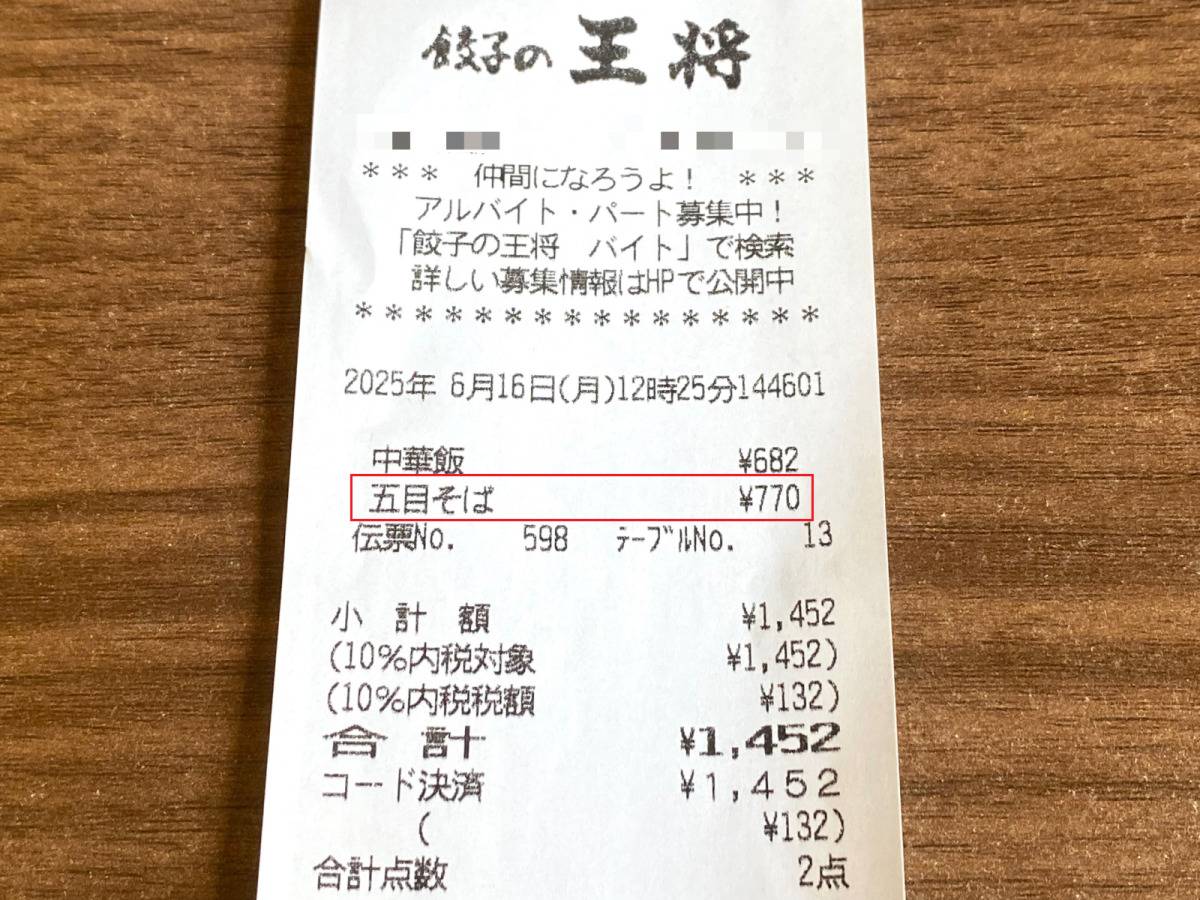 餃子の王将
*** 仲間になろうよ! ***
アルバイト・パート募集中!
「餃子の王将 バイト」で検索
詳しい募集情報はHPで公開中
****************
2025年 6月16日(月)12時25分144601
中華飯 ¥682
五目そば ¥770
伝票No. 598 テーブルNo. 13
小 計 額 ¥1,452
(10%内税対象 ¥1,452)
(10%内税税額 ¥132)
合 計 ¥1,452
コード決済 ¥1,452
( ¥132)
合計点数 2点